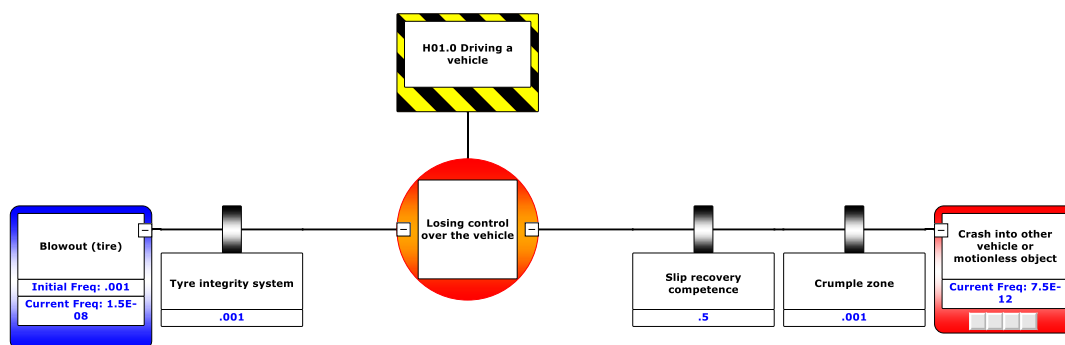 H01.0 Driving a
vehicle
Blowout (tire)
Initial Freq: .001
Current Freq: 1.5E-
08
Tyre integrity system
.001
Losing control
over the vehicle
Slip recovery
competence
.5
Crumple zone
.001
Crash into other
vehicle or
motionless object
Current Freq: 7.5E-
12